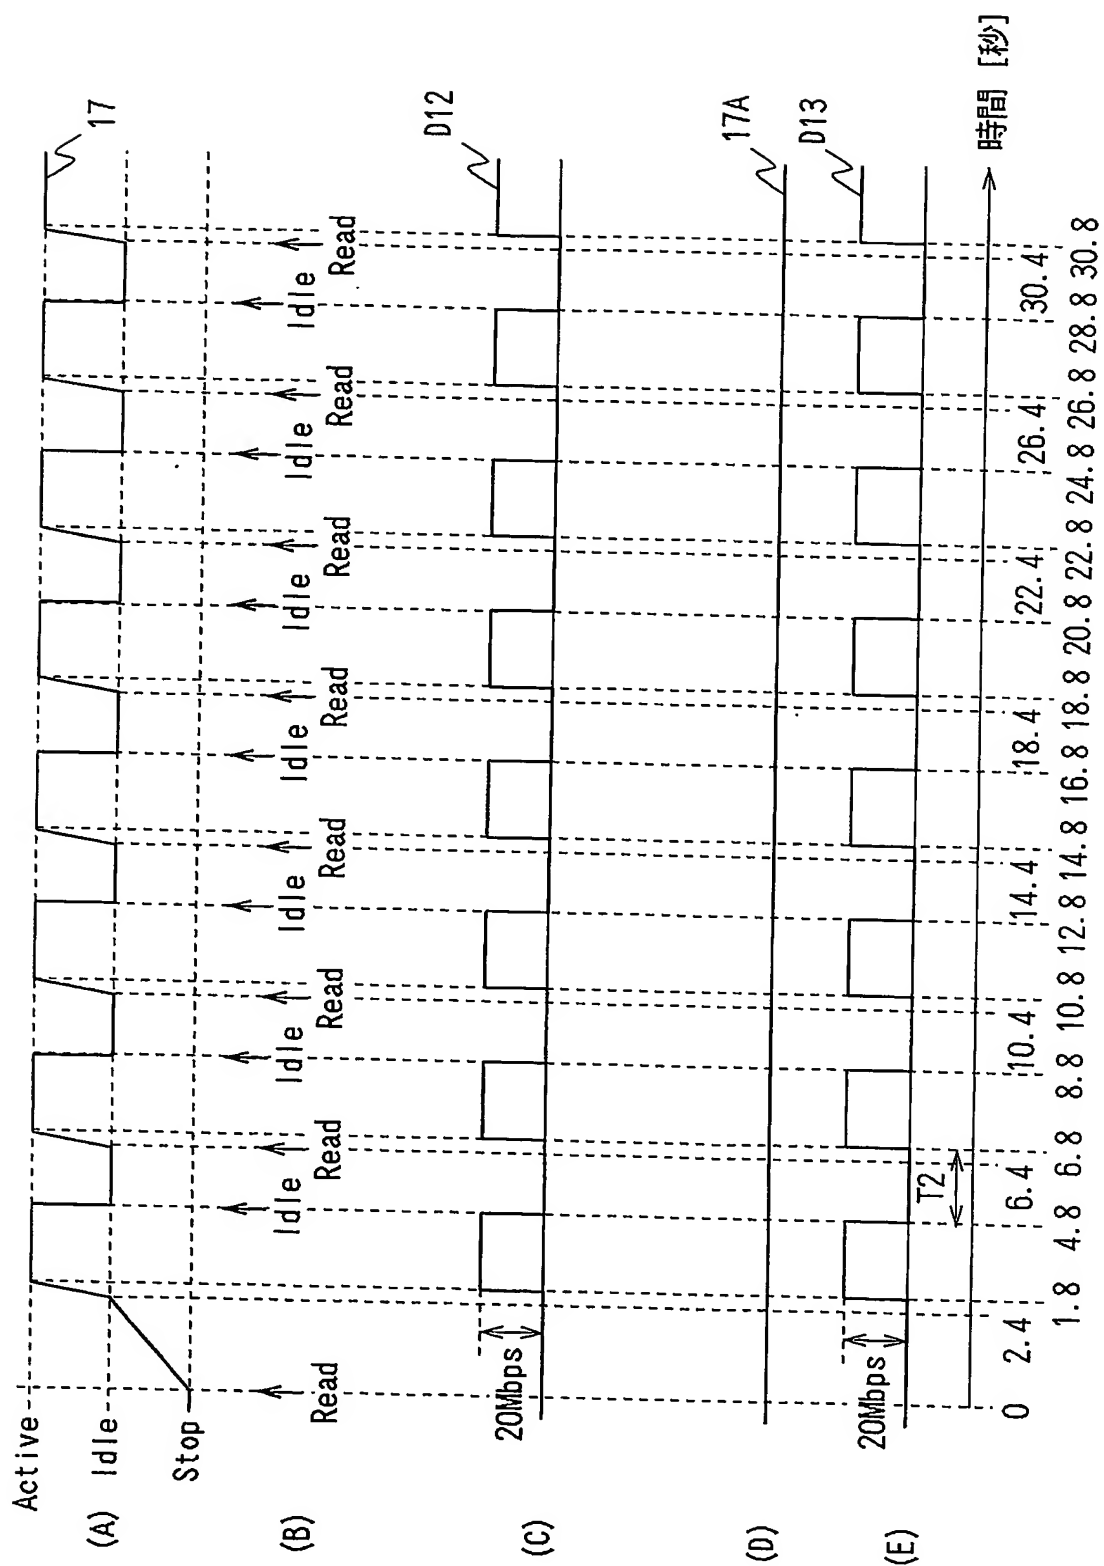 Active
Idle
Stop
(A)
17
(B)
Read
Idle
Read
Idle
Read
Idle
Read
Idle
Read
Idle
Read
Idle
Read
Idle
Read
(C)
20Mbps
D12
(D)
17A
(E)
20Mbps
T2
D13
時間 [秒]
0
2.4
1.8
4.8
6.4
6.8
8.8
10.4
10.8
12.8
14.4
14.8
16.8
18.4
18.8
20.8
22.4
22.8
24.8
26.4
26.8
28.8
30.4
30.8